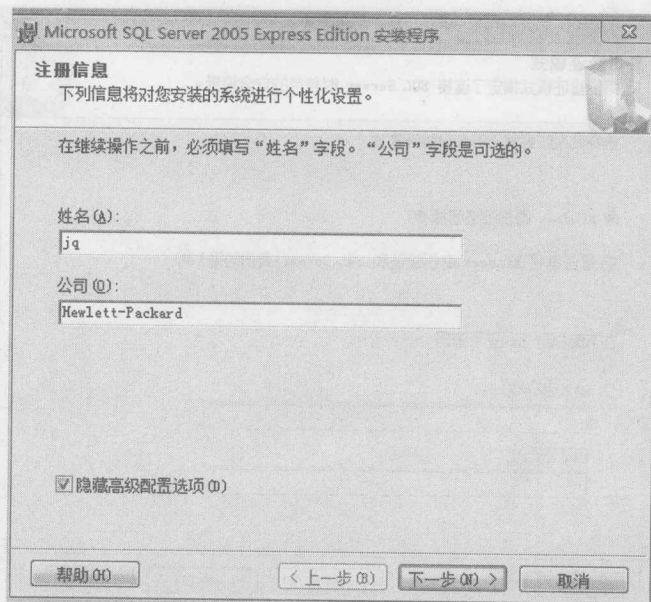 Microsoft SQL Server 2005 Express Edition 安装程序
注册信息
下列信息将对您安装的系统进行个性化设置。
在继续操作之前,必须填写“姓名”字段。“公司”字段是可选的。
姓名(A):
jq
公司(O):
Hewlett-Packard
隐藏高级配置选项(D)
帮助(H)
< 上一步(B)
下一步(N) >
取消